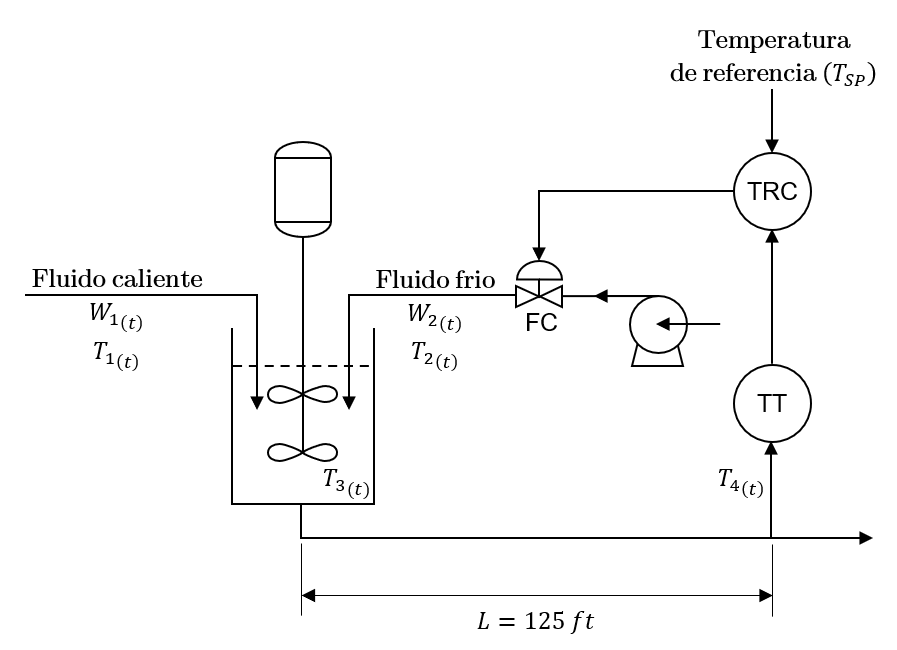 Temperatura
de referencia (T_SP)
TRC
Fluido caliente
W_1(t)
T_1(t)
Fluido frio
W_2(t)
T_2(t)
FC
TT
T_3(t)
T_4(t)
L = 125 ft